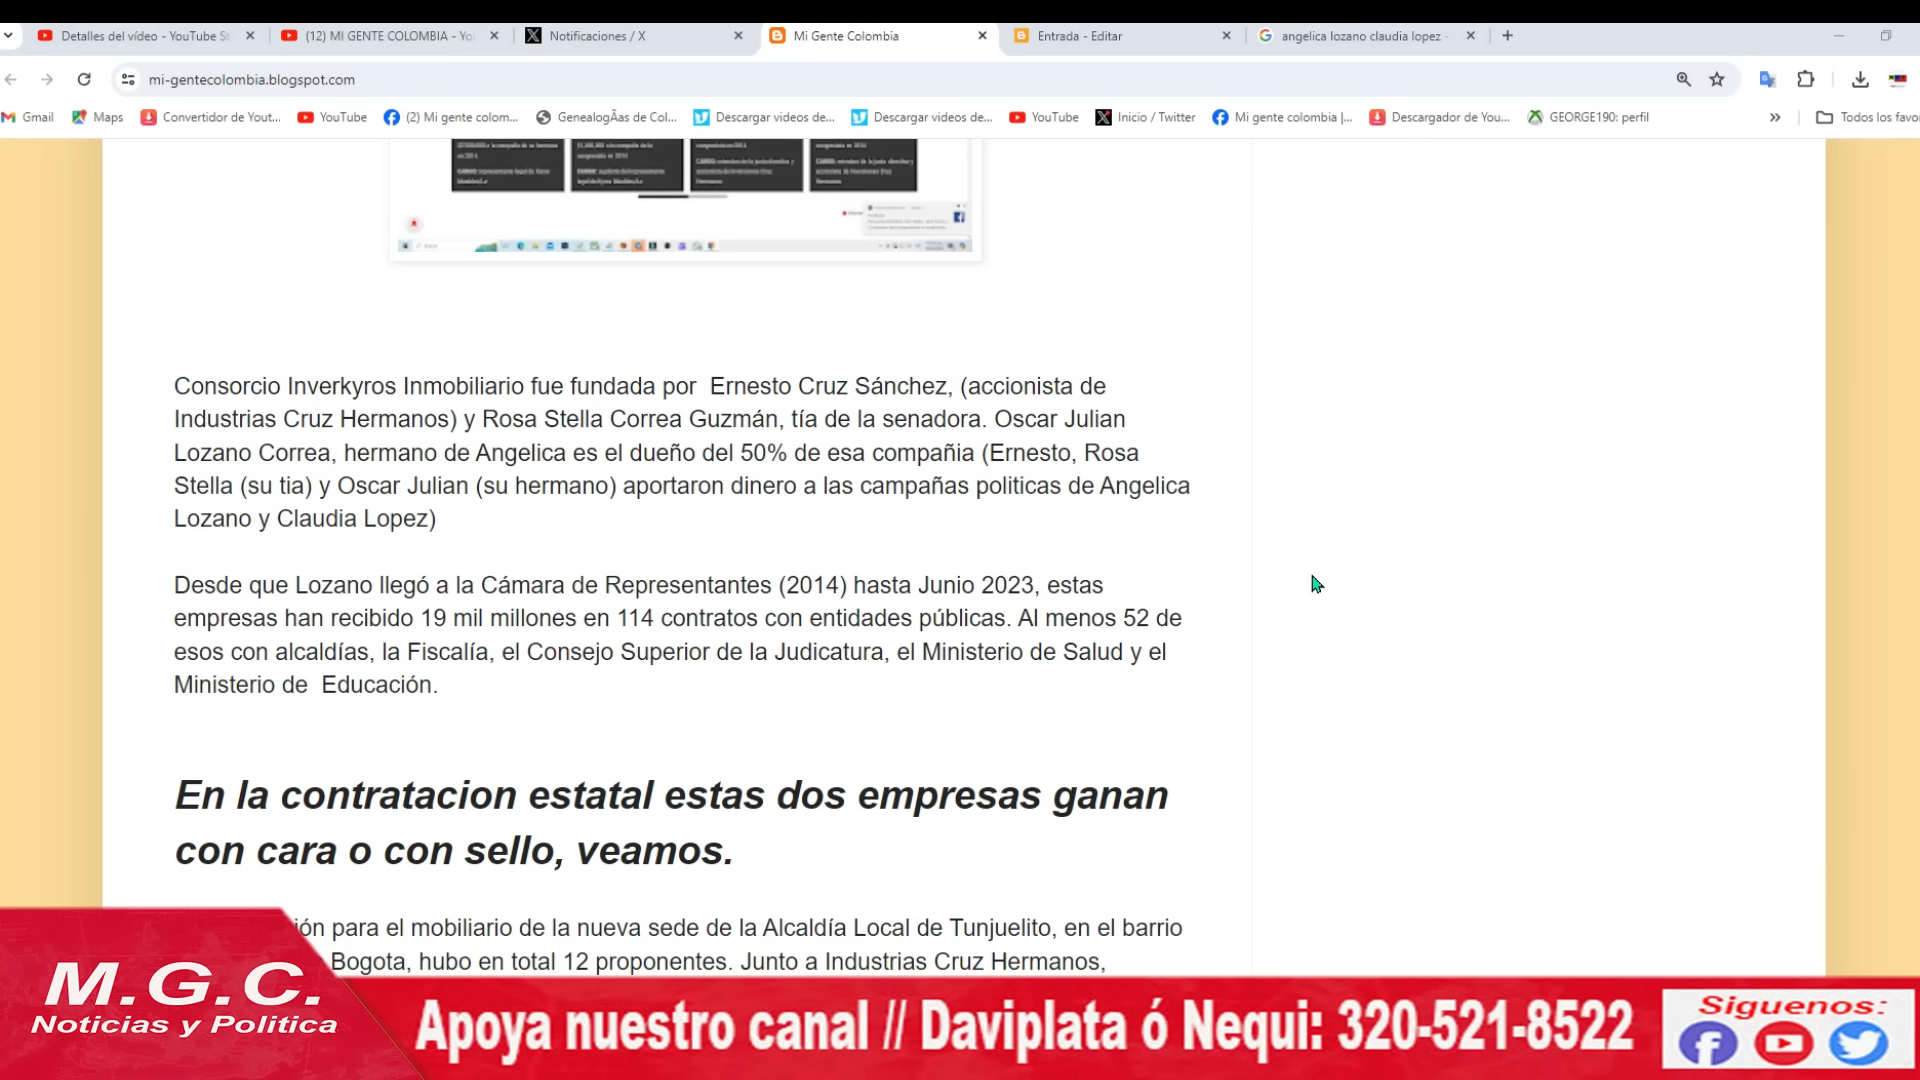 Detalles del vídeo - YouTube St
(12) MI GENTE COLOMBIA - Yo
Notificaciones / X
Mi Gente Colombia
Entrada - Editar
angelica lozano claudia lopez -
mi-gentecolombia.blogspot.com
Gmail
Maps
Convertidor de Yout...
YouTube
(2) Mi gente colom...
GenealogÃ­as de Col...
Descargar videos de...
Descargar videos de...
YouTube
Inicio / Twitter
Mi gente colombia |...
Descargador de You...
GEORGE190: perfil
Todos los favo
Consorcio Inverkyros Inmobiliario fue fundada por Ernesto Cruz Sánchez, (accionista de
Industrias Cruz Hermanos) y Rosa Stella Correa Guzmán, tía de la senadora. Oscar Julian
Lozano Correa, hermano de Angelica es el dueño del 50% de esa compañia (Ernesto, Rosa
Stella (su tia) y Oscar Julian (su hermano) aportaron dinero a las campañas politicas de Angelica
Lozano y Claudia Lopez)
Desde que Lozano llegó a la Cámara de Representantes (2014) hasta Junio 2023, estas
empresas han recibido 19 mil millones en 114 contratos con entidades públicas. Al menos 52 de
esos con alcaldías, la Fiscalía, el Consejo Superior de la Judicatura, el Ministerio de Salud y el
Ministerio de Educación.
En la contratacion estatal estas dos empresas ganan
con cara o con sello, veamos.
ión para el mobiliario de la nueva sede de la Alcaldía Local de Tunjuelito, en el barrio
Bogota, hubo en total 12 proponentes. Junto a Industrias Cruz Hermanos,
M.G.C.
Noticias y Politica
Apoya nuestro canal // Daviplata ó Nequi: 320-521-8522
Siguenos: